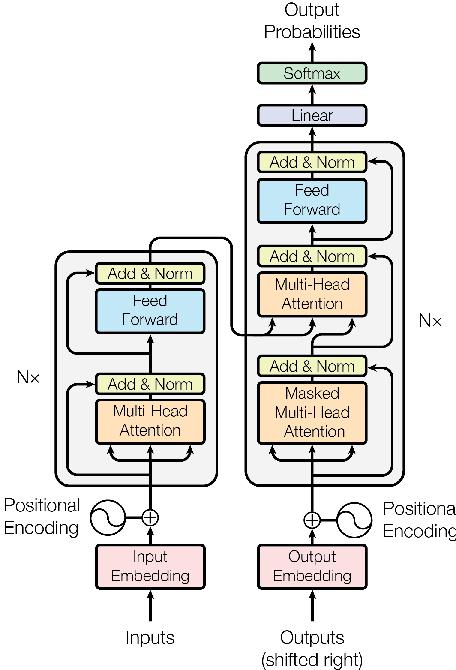 Output
Probabilities
Softmax
Linear
Add & Norm
Feed
Forward
Add & Norm
Multi-Head
Attention
Add & Norm
Masked
Multi-Head
Attention
Nx
Add & Norm
Feed
Forward
Add & Norm
Multi-Head
Attention
Nx
Positional
Encoding
Positional
Encoding
Input
Embedding
Output
Embedding
Inputs
Outputs
(shifted right)